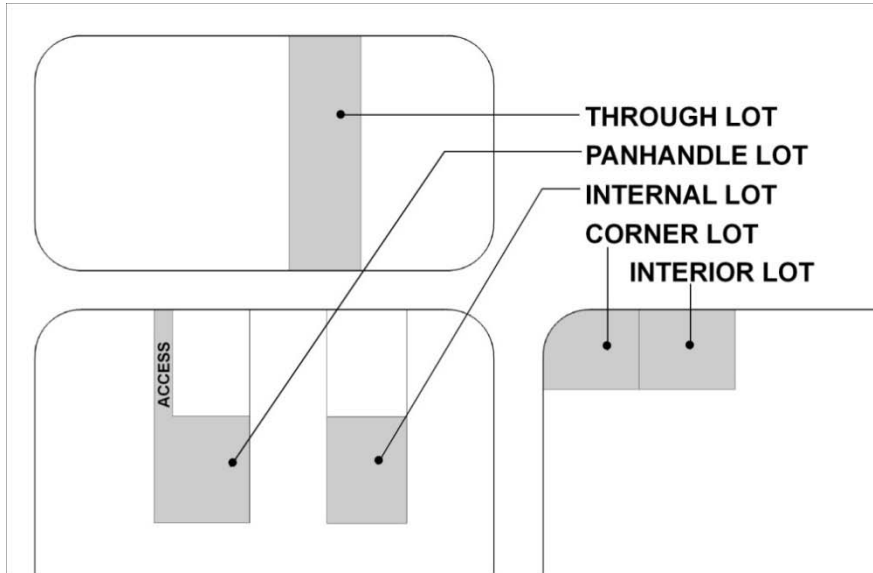 THROUGH LOT
PANHANDLE LOT
INTERNAL LOT
CORNER LOT
INTERIOR LOT
ACCESS